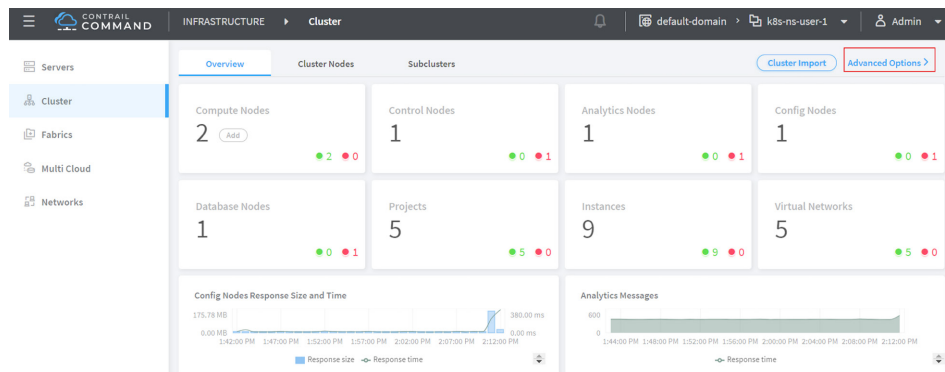 CONTRAIL COMMAND INFRASTRUCTURE Cluster default-domain k8s-ns-user-1 Admin
Servers
Cluster
Fabrics
Multi Cloud
Networks
Overview Cluster Nodes Subclusters Cluster Import Advanced Options >
Compute Nodes
2 Add
2 0
Control Nodes
1
0 1
Analytics Nodes
1
0 1
Config Nodes
1
0 1
Database Nodes
1
0 1
Projects
5
5 0
Instances
9
9 0
Virtual Networks
5
5 0
Config Nodes Response Size and Time
175.78 MB 380.00 ms
0.00 MB 0.00 ms
1:42:00 PM 1:47:00 PM 1:52:00 PM 1:57:00 PM 2:02:00 PM 2:07:00 PM 2:12:00 PM
Response size Response time
Analytics Messages
600
0
1:44:00 PM 1:48:00 PM 1:52:00 PM 1:56:00 PM 2:00:00 PM 2:04:00 PM 2:08:00 PM 2:12:00 PM
Response time